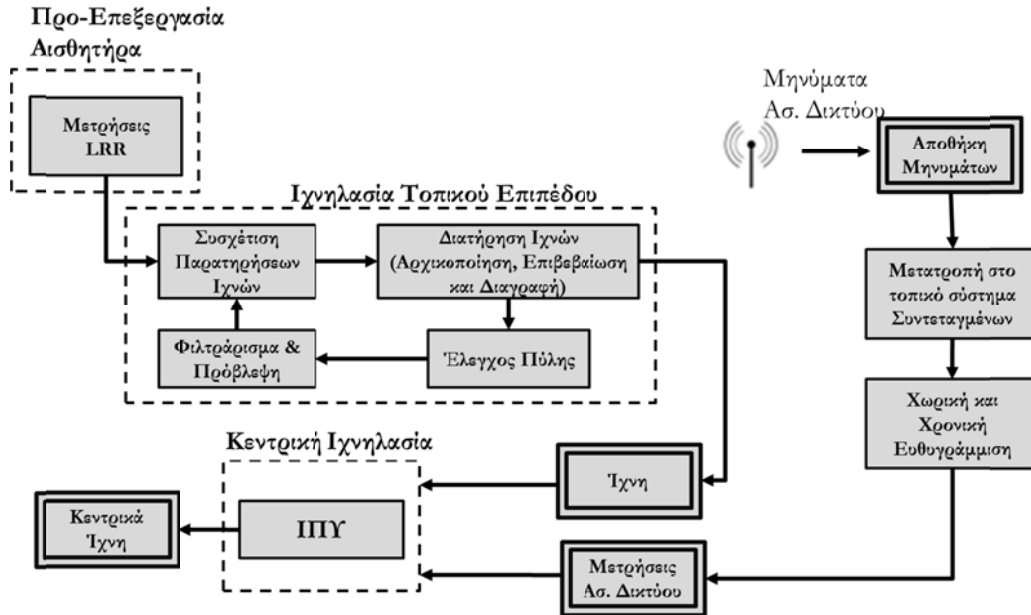 Προ-Επεξεργασία
Αισθητήρα
Μετρήσεις
LRR
Μηνύματα
Ασ. Δικτύου
Αποθήκη
Μηνυμάτων
Ιχνηλασία Τοπικού Επιπέδου
Συσχέτιση
Παρατηρήσεων
Ιχνών
Διατήρηση Ιχνών
(Αρχικοποίηση, Επιβεβαίωση
και Διαγραφή)
Φιλτράρισμα &
Πρόβλεψη
Έλεγχος Πύλης
Μετατροπή στο
τοπικό σύστημα
Συντεταγμένων
Χωρική και
Χρονική
Ευθυγράμμιση
Κεντρική Ιχνηλασία
Ίχνη
ΙΠΥ
Κεντρικά
Ίχνη
Μετρήσεις
Ασ. Δικτύου